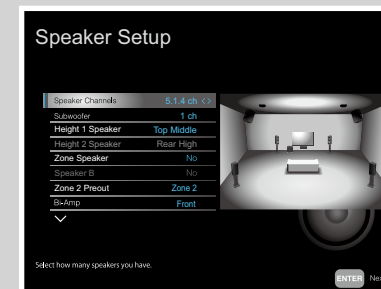 Speaker Setup
Speaker Channels 5.1.4 ch <>
Subwoofer 1 ch
Height 1 Speaker Top Middle
Height 2 Speaker Rear High
Zone Speaker No
Speaker B No
Zone 2 Preout Zone 2
Bi-Amp Front
Select how many speakers you have.
ENTER